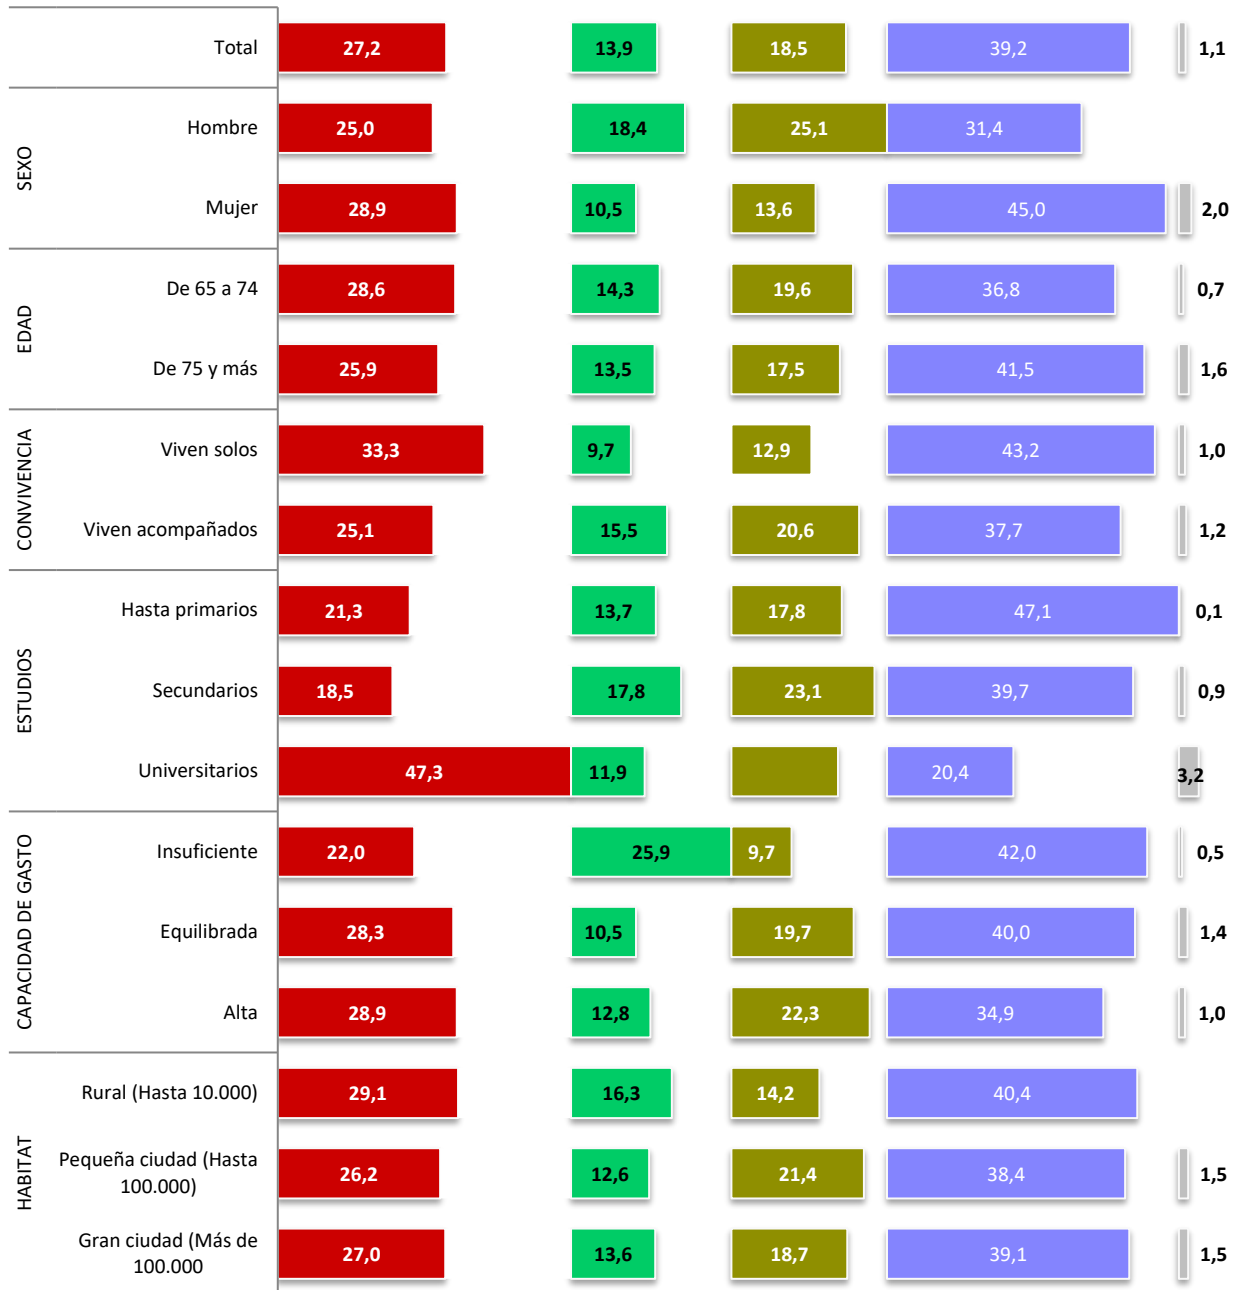 Total 27,2 13,9 18,5 39,2 1,1
SEXO
Hombre 25,0 18,4 25,1 31,4
Mujer 28,9 10,5 13,6 45,0 2,0
EDAD
De 65 a 74 28,6 14,3 19,6 36,8 0,7
De 75 y más 25,9 13,5 17,5 41,5 1,6
CONVIVENCIA
Viven solos 33,3 9,7 12,9 43,2 1,0
Viven acompañados 25,1 15,5 20,6 37,7 1,2
ESTUDIOS
Hasta primarios 21,3 13,7 17,8 47,1 0,1
Secundarios 18,5 17,8 23,1 39,7 0,9
Universitarios 47,3 11,9 20,4 3,2
CAPACIDAD DE GASTO
Insuficiente 22,0 25,9 9,7 42,0 0,5
Equilibrada 28,3 10,5 19,7 40,0 1,4
Alta 28,9 12,8 22,3 34,9 1,0
HABITAT
Rural (Hasta 10.000) 29,1 16,3 14,2 40,4
Pequeña ciudad (Hasta
100.000) 26,2 12,6 21,4 38,4 1,5
Gran ciudad (Más de
100.000 27,0 13,6 18,7 39,1 1,5